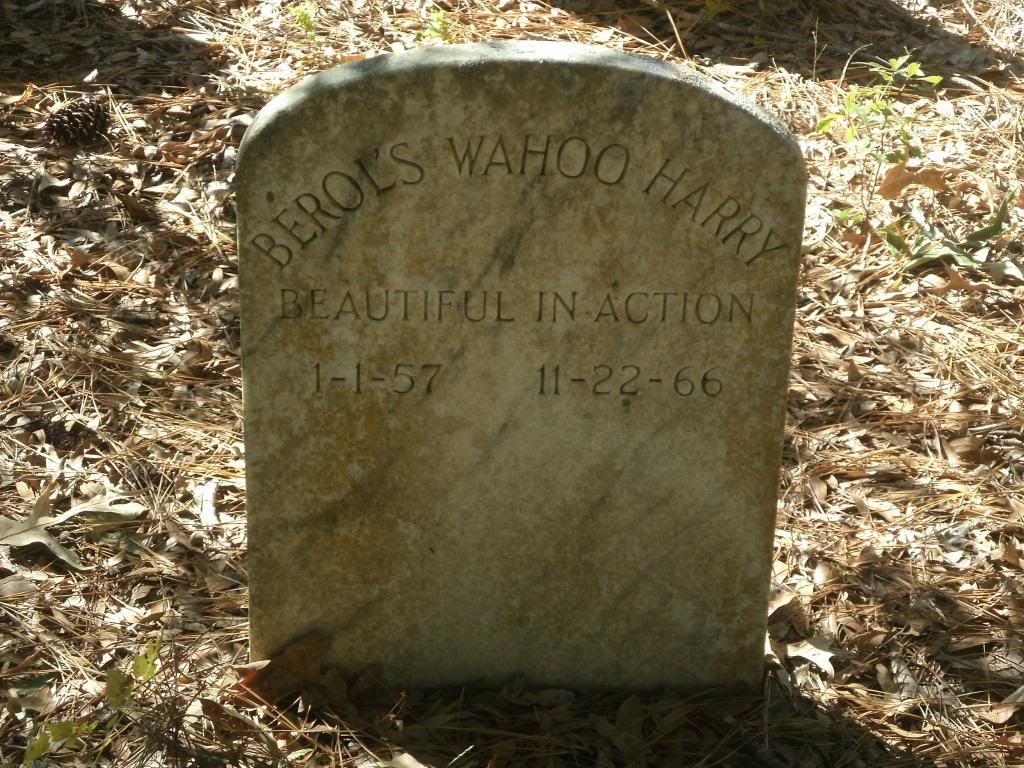 BEROL'S WAHOO HARRY
BEAUTIFUL IN ACTION
1-1-57 11-22-66